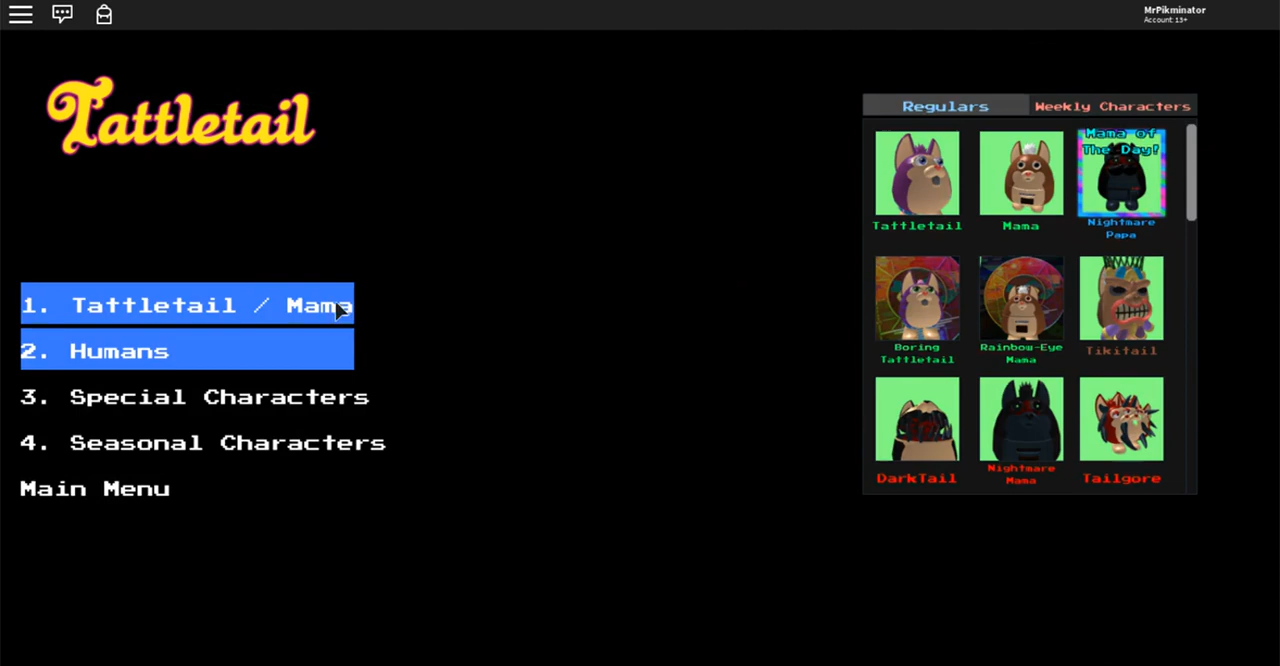 MrPikminator
Account: 13+
Tattletail
Regulars
Weekly Characters
Mama of
The Day!
Tattletail
Mama
Nightmare
Papa
1. Tattletail / Mama
2. Humans
3. Special Characters
4. Seasonal Characters
Main Menu
Boring
Tattletail
Rainbow-Eye
Mama
Tikitail
DarkTail
Nightmare
Mama
Tailgore